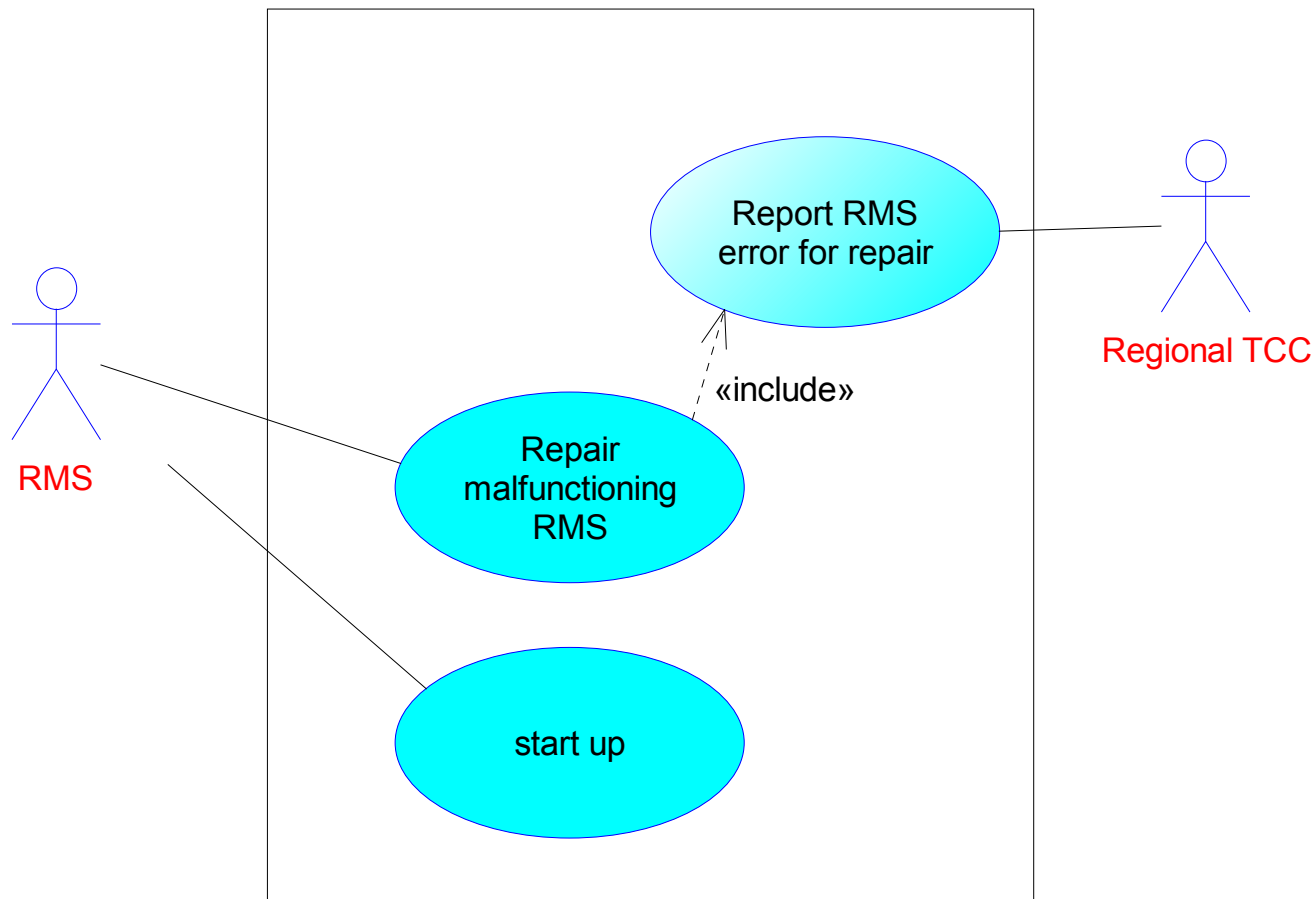 Report RMS
error for repair
Regional TCC
«include»
RMS
Repair
malfunctioning
RMS
start up